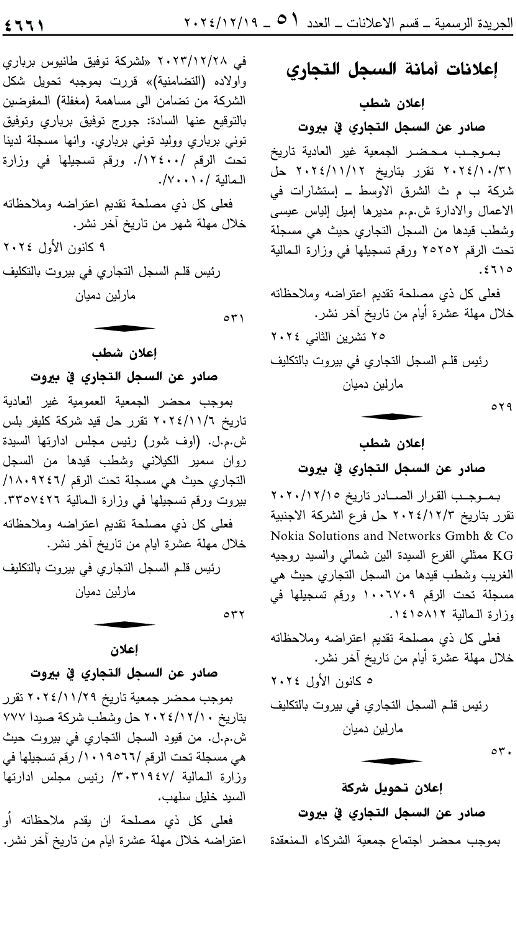 الجريدة الرسمية ــ قسم الاعلانات ــ العدد ٥١ ــ ٢٠٢٤/١٢/١٩
٤٦٦١
إعلانات أمانة السجل التجاري
إعلان شطب
صادر عن السجل التجاري في بيروت
بـموجـب محـضر الجمعية غير العادية تاريخ
٢٠٢٤/١٠/٣١ تقرر بتاريخ ٢٠٢٤/١١/١٢ حل
شركة ب م ث الشرق الاوسط ــ إستشارات في
الاعمال والادارة ش.م.م مديرها إميل إلياس عيسى
وشطب قيدها من السجل التجاري حيث هي مسجلة
تحت الرقم ٢٥٢٥٢ ورقم تسجيلها في وزارة المالية
٤٦١٥.
فعلى كل ذي مصلحة تقديم اعتراضه وملاحظاته
خلال مهلة عشرة أيام من تاريخ آخر نشر.
٢٥ تشرين الثاني ٢٠٢٤
رئيس قلم السجل التجاري في بيروت بالتكليف
مارلين دميان
٥٢٩
إعلان شطب
صادر عن السجل التجاري في بيروت
بـمـوجـب القـرار الصـادر تاريخ ٢٠٢٠/١٢/١٥
تقرر بتاريخ ٢٠٢٤/١٢/٣ حل فرع الشركة الاجنبية
Nokia Solutions and Networks Gmbh & Co
KG ممثلي الفرع السيدة الين شمالي والسيد روجيه
الغريب وشطب قيدها من السجل التجاري حيث هي
مسجلة تحت الرقم ١٠٠٦٧٠٩ ورقم تسجيلها في
وزارة المالية ١٤١٥٨١٢.
فعلى كل ذي مصلحة تقديم اعتراضه وملاحظاته
خلال مهلة عشرة أيام من تاريخ آخر نشر.
٥ كانون الأول ٢٠٢٤
رئيس قلم السجل التجاري في بيروت بالتكليف
مارلين دميان
٥٣٠
إعلان تحويل شركة
صادر عن السجل التجاري في بيروت
بموجب محضر اجتماع جمعية الشركاء الـمنعقدة
في ٢٠٢٣/١٢/٢٨ «لشركة توفيق طانيوس برباري
واولاده (التضامنية)» قررت بموجبه تحويل شكل
الشركة من تضامن الى مساهمة (مغفلة) الـمفوضين
بالتوقيع عنها السادة: جورج توفيق برباري وتوفيق
توني برباري ووليد توني برباري. وانها مسجلة لدينا
تحت الرقم /١٢٤٠٠/. ورقم تسجيلها في وزارة
المالية /٧٠٠١٠/.
فعلى كل ذي مصلحة تقديم اعتراضه وملاحظاته
خلال مهلة شهر من تاريخ آخر نشر.
٩ كانون الأول ٢٠٢٤
رئيس قلـم السجل التجاري في بيروت بالتكليف
مارلين دميان
٥٣١
إعلان شطب
صادر عن السجل التجاري في بيروت
بموجب محضر الجمعية العمومية غير العادية
تاريخ ٢٠٢٤/١١/٦ تقرر حل قيد شركة كليفر بلس
ش.م.ل. (اوف شور) رئيس مجلس ادارتها السيدة
روان سمير الكيلاني وشطب قيدها من السجل
التجاري حيث هي مسجلة تحت الرقم /١٨٠٩٢٤٦/
بيروت ورقم تسجيلها في وزارة المالية ٣٣٥٧٤٢٦.
فعلى كل ذي مصلحة تقديم اعتراضه وملاحظاته
خلال مهلة عشرة ايام من تاريخ آخر نشر.
رئيس قلم السجل التجاري في بيروت بالتكليف
مارلين دميان
٥٣٢
إعلان
صادر عن السجل التجاري في بيروت
بموجب محضر جمعية تاريخ ٢٠٢٤/١١/٢٩ تقرر
بتاريخ ٢٠٢٤/١٢/١٠ حل وشطب شركة صيدا ٧٧٧
ش.م.ل. من قيود السجل التجاري في بيروت حيث
هي مسجلة تحت الرقم /١٠١٩٥٦٦/ رقم تسجيلها في
وزارة المالية /٣٠٣١٩٤٧/ رئيس مجلس ادارتها
السيد خليل سلهب.
فعلى كل ذي مصلحة ان يقدم ملاحظاته أو
اعتراضه خلال مهلة عشرة ايام من تاريخ آخر نشر.